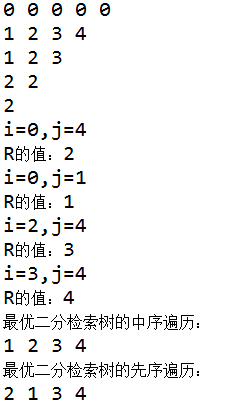 0 0 0 0 0
1 2 3 4
1 2 3
2 2
2
i=0,j=4
R的值：2
i=0,j=1
R的值：1
i=2,j=4
R的值：3
i=3,j=4
R的值：4
最优二分检索树的中序遍历：
1 2 3 4
最优二分检索树的先序遍历：
2 1 3 4